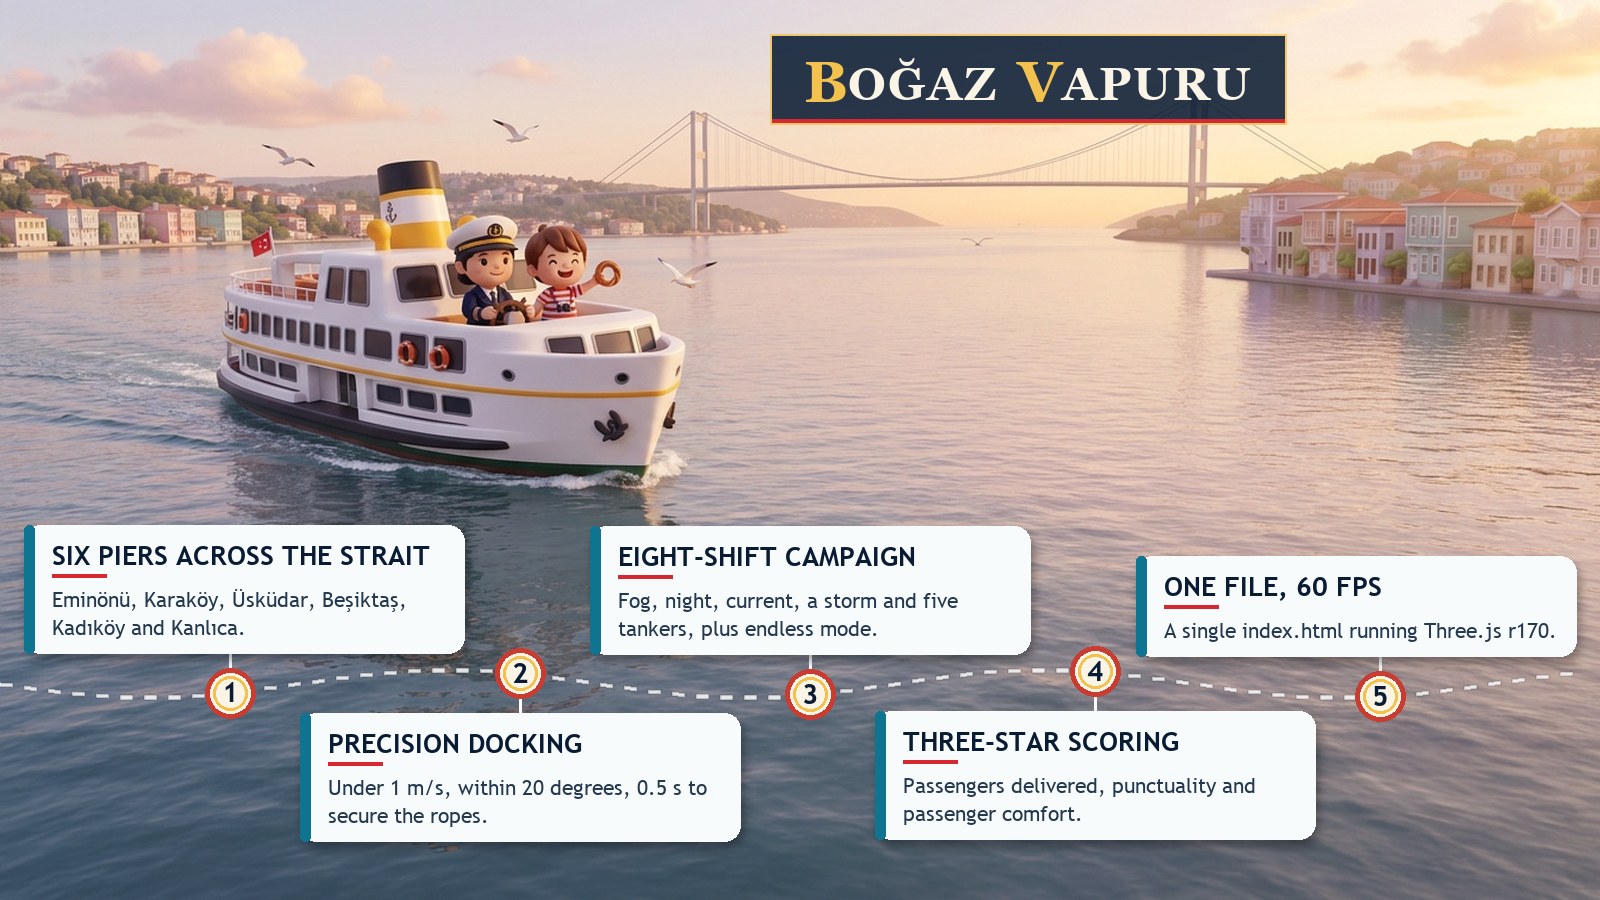 BOĞAZ VAPURU
SIX PIERS ACROSS THE STRAIT
Eminönü, Karaköy, Üsküdar, Beşiktaş,
Kadıköy and Kanlıca.
1
PRECISION DOCKING
Under 1 m/s, within 20 degrees, 0.5 s to
secure the ropes.
2
EIGHT-SHIFT CAMPAIGN
Fog, night, current, a storm and five
tankers, plus endless mode.
3
THREE-STAR SCORING
Passengers delivered, punctuality and
passenger comfort.
4
ONE FILE, 60 FPS
A single index.html running Three.js r170.
5